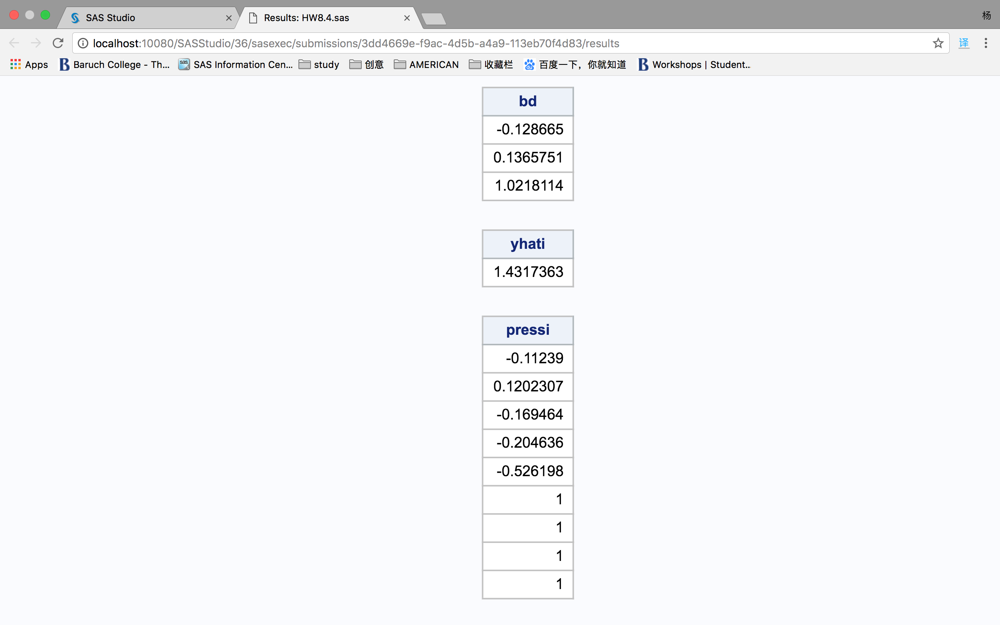 SAS Studio
Results: HW8.4.sas
杨
localhost:10080/SASStudio/36/sasexec/submissions/3dd4669e-f9ac-4d5b-a4a9-113eb70f4d83/results
译
Apps
Baruch College - Th...
sas
SAS Information Cen...
study
创意
AMERICAN
收藏栏
du
百度一下，你就知道
B
Workshops | Student...
bd
-0.128665
0.1365751
1.0218114
yhati
1.4317363
pressi
-0.11239
0.1202307
-0.169464
-0.204636
-0.526198
1
1
1
1